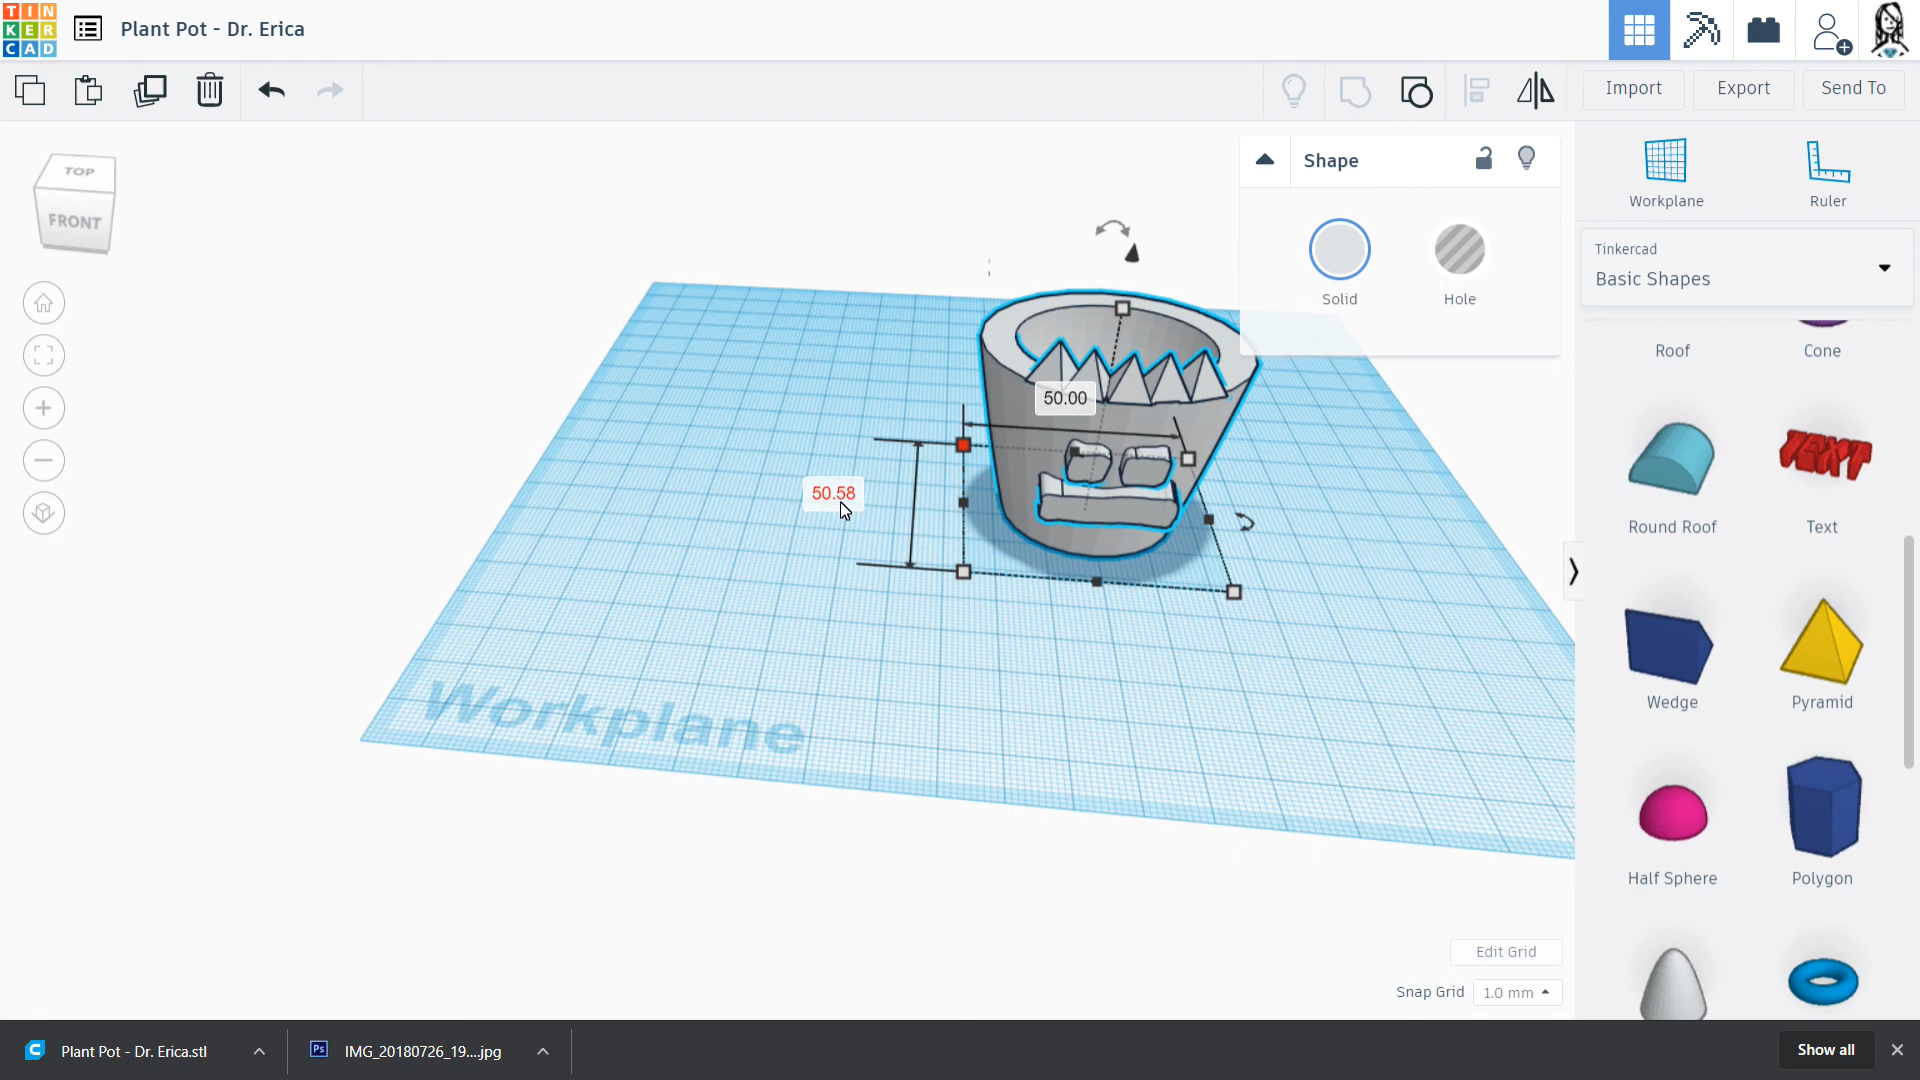 TIN
KER
CAD
Plant Pot - Dr. Erica
Import
Export
Send To
TOP
FRONT
Shape
Solid
Hole
Workplane
Ruler
Tinkercad
Basic Shapes
Roof
Cone
50.00
50.58
TEXT
Round Roof
Text
Wedge
Pyramid
Workplane
Half Sphere
Polygon
Edit Grid
Snap Grid
1.0 mm
Plant Pot - Dr. Erica.stl
Ps
IMG_20180726_19....jpg
Show all